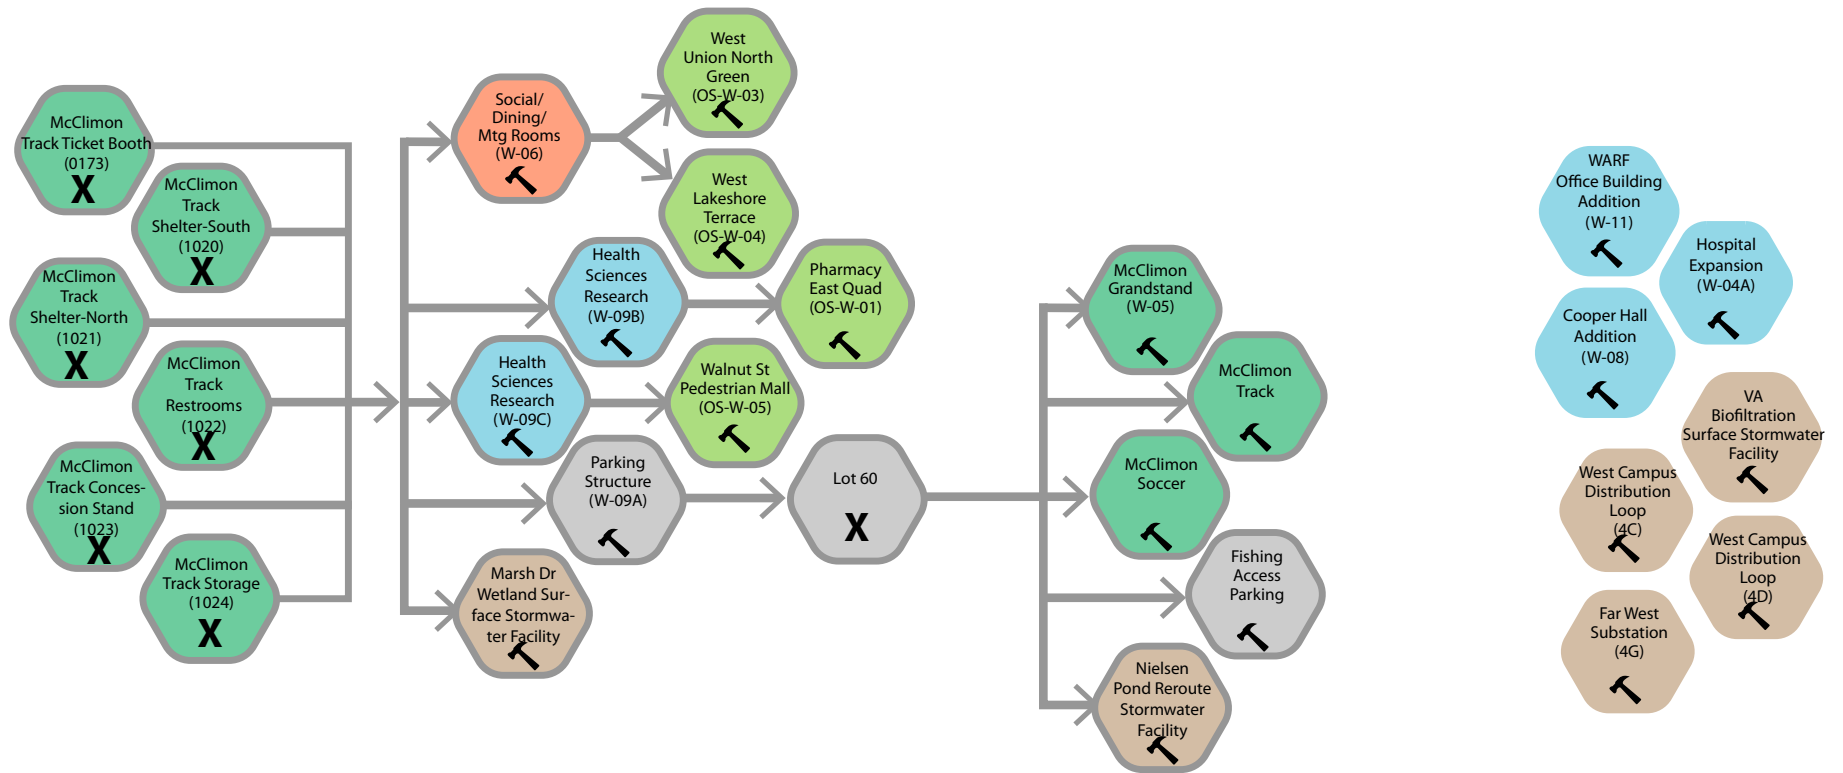 McClimon
Track Ticket Booth
(0173)
X
McClimon
Track
Shelter-South
(1020)
X
McClimon
Track
Shelter-North
(1021)
X
McClimon
Track
Restrooms
(1022)
X
McClimon
Track Conces-
sion Stand
(1023)
X
McClimon
Track Storage
(1024)
X
Social/
Dining/
Mtg Rooms
(W-06)
West
Union North
Green
(OS-W-03)
West
Lakeshore
Terrace
(OS-W-04)
Health
Sciences
Research
(W-09B)
Pharmacy
East Quad
(OS-W-01)
Health
Sciences
Research
(W-09C)
Walnut St
Pedestrian Mall
(OS-W-05)
Parking
Structure
(W-09A)
Lot 60
X
Marsh Dr
Wetland Sur-
face Stormwa-
ter Facility
McClimon
Grandstand
(W-05)
McClimon
Track
McClimon
Soccer
Fishing
Access
Parking
Nielsen
Pond Reroute
Stormwater
Facility
WARF
Office Building
Addition
(W-11)
Hospital
Expansion
(W-04A)
Cooper Hall
Addition
(W-08)
VA
Biofiltration
Surface Stormwater
Facility
West Campus
Distribution
Loop
(4C)
West Campus
Distribution
Loop
(4D)
Far West
Substation
(4G)